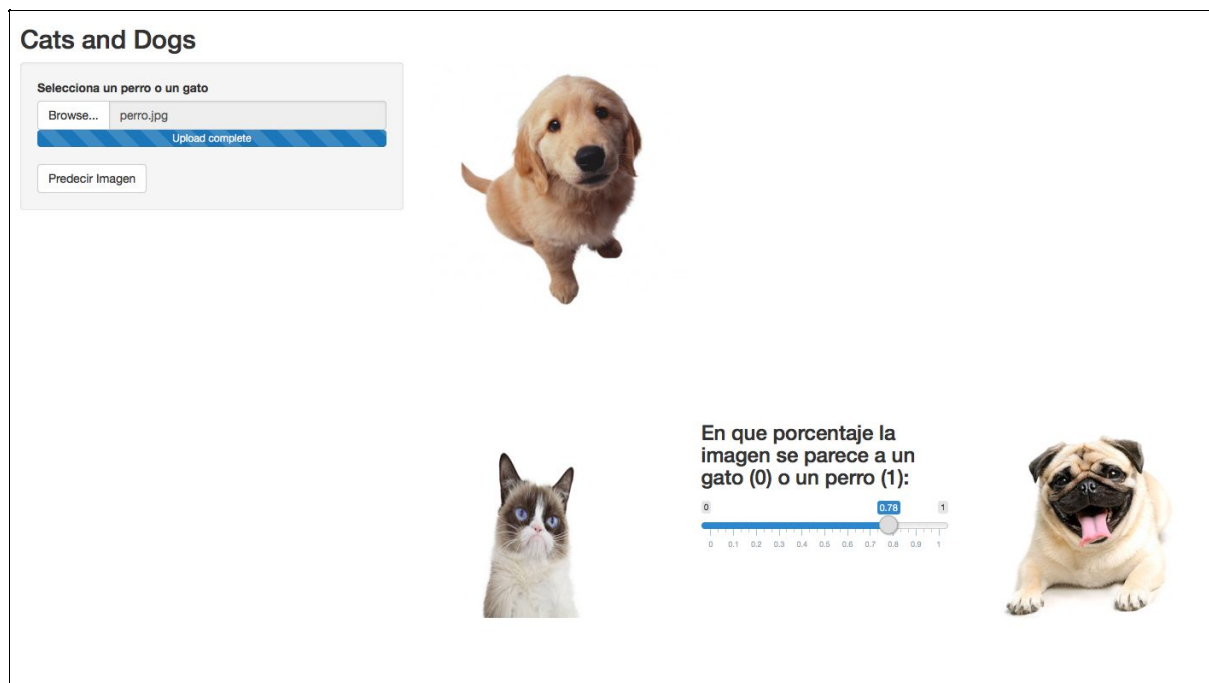 Cats and Dogs
Selecciona un perro o un gato
Browse... perro.jpg
Upload complete
Predecir Imagen
En que porcentaje la
imagen se parece a un
gato (0) o un perro (1):
0 0.78 1
0 0.1 0.2 0.3 0.4 0.5 0.6 0.7 0.8 0.9 1